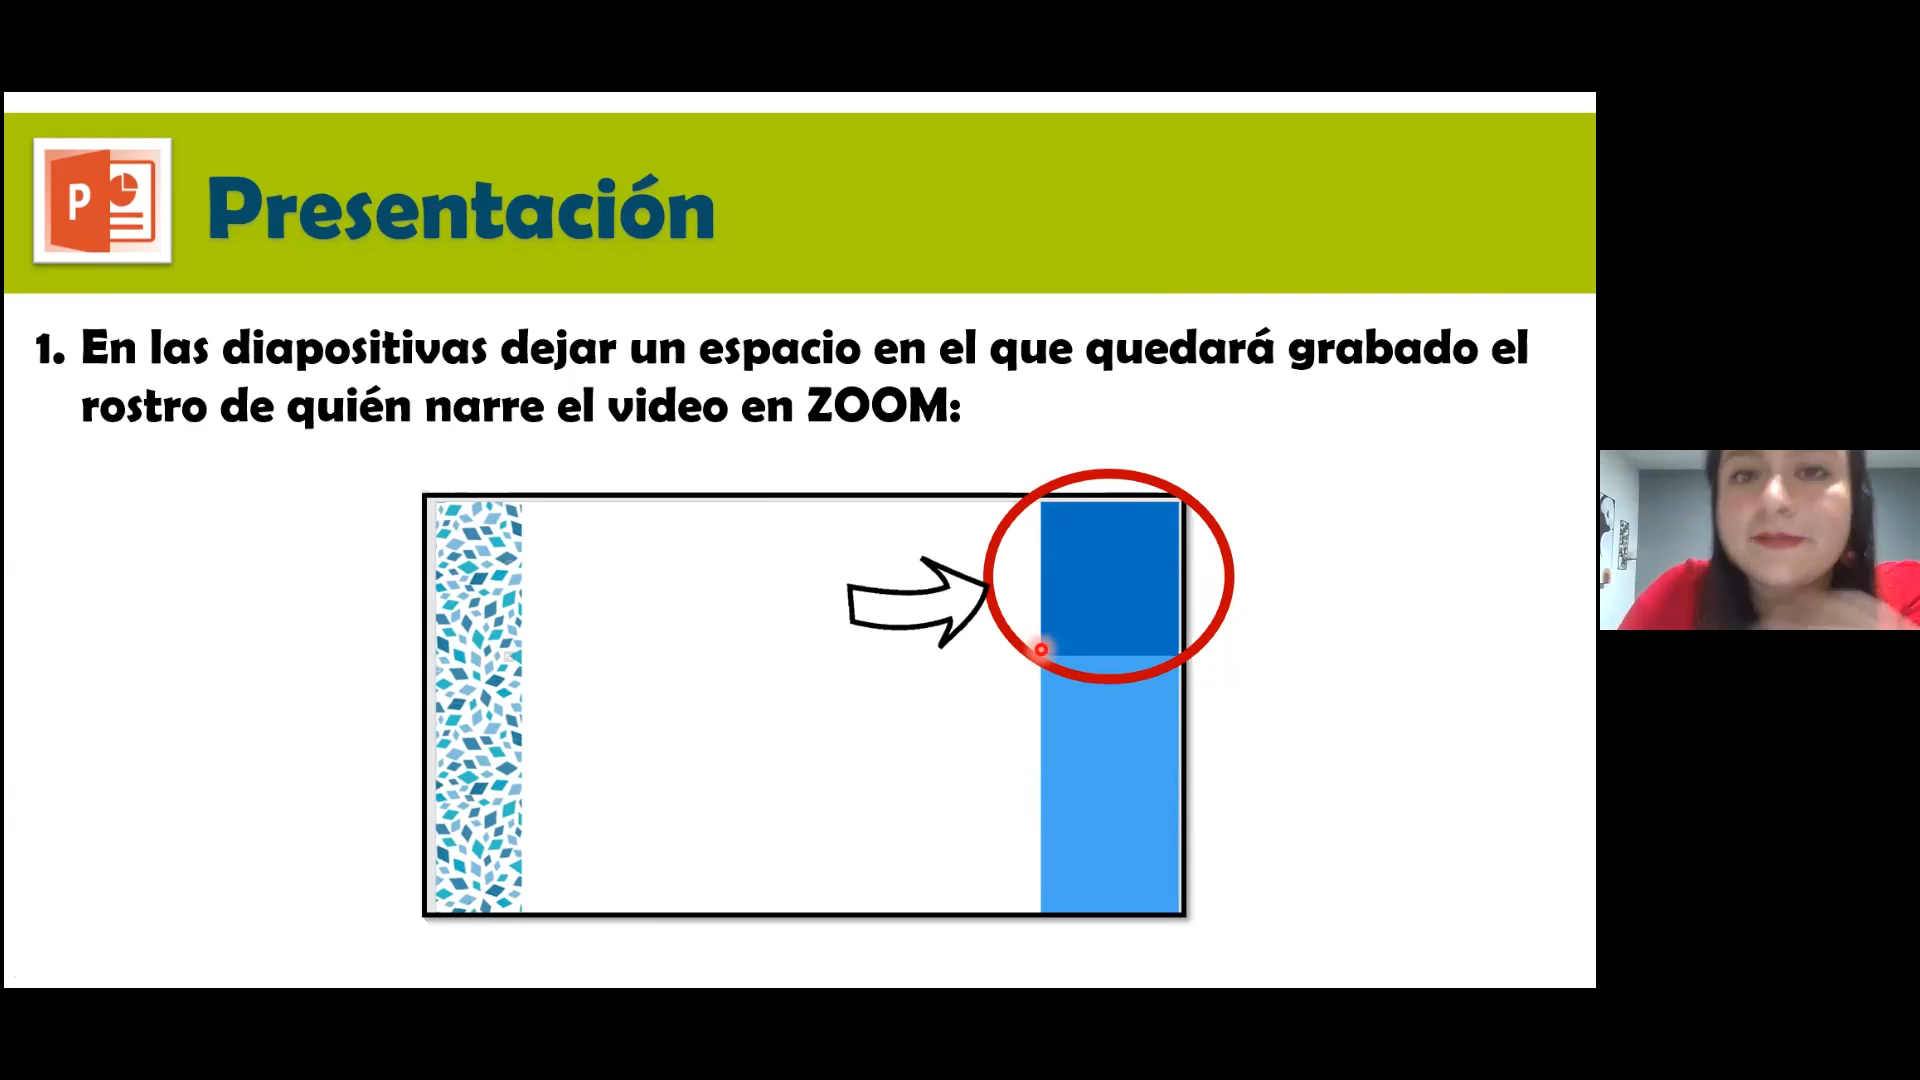 P
Presentación
1. En las diapositivas dejar un espacio en el que quedará grabado el
rostro de quién narre el video en ZOOM: